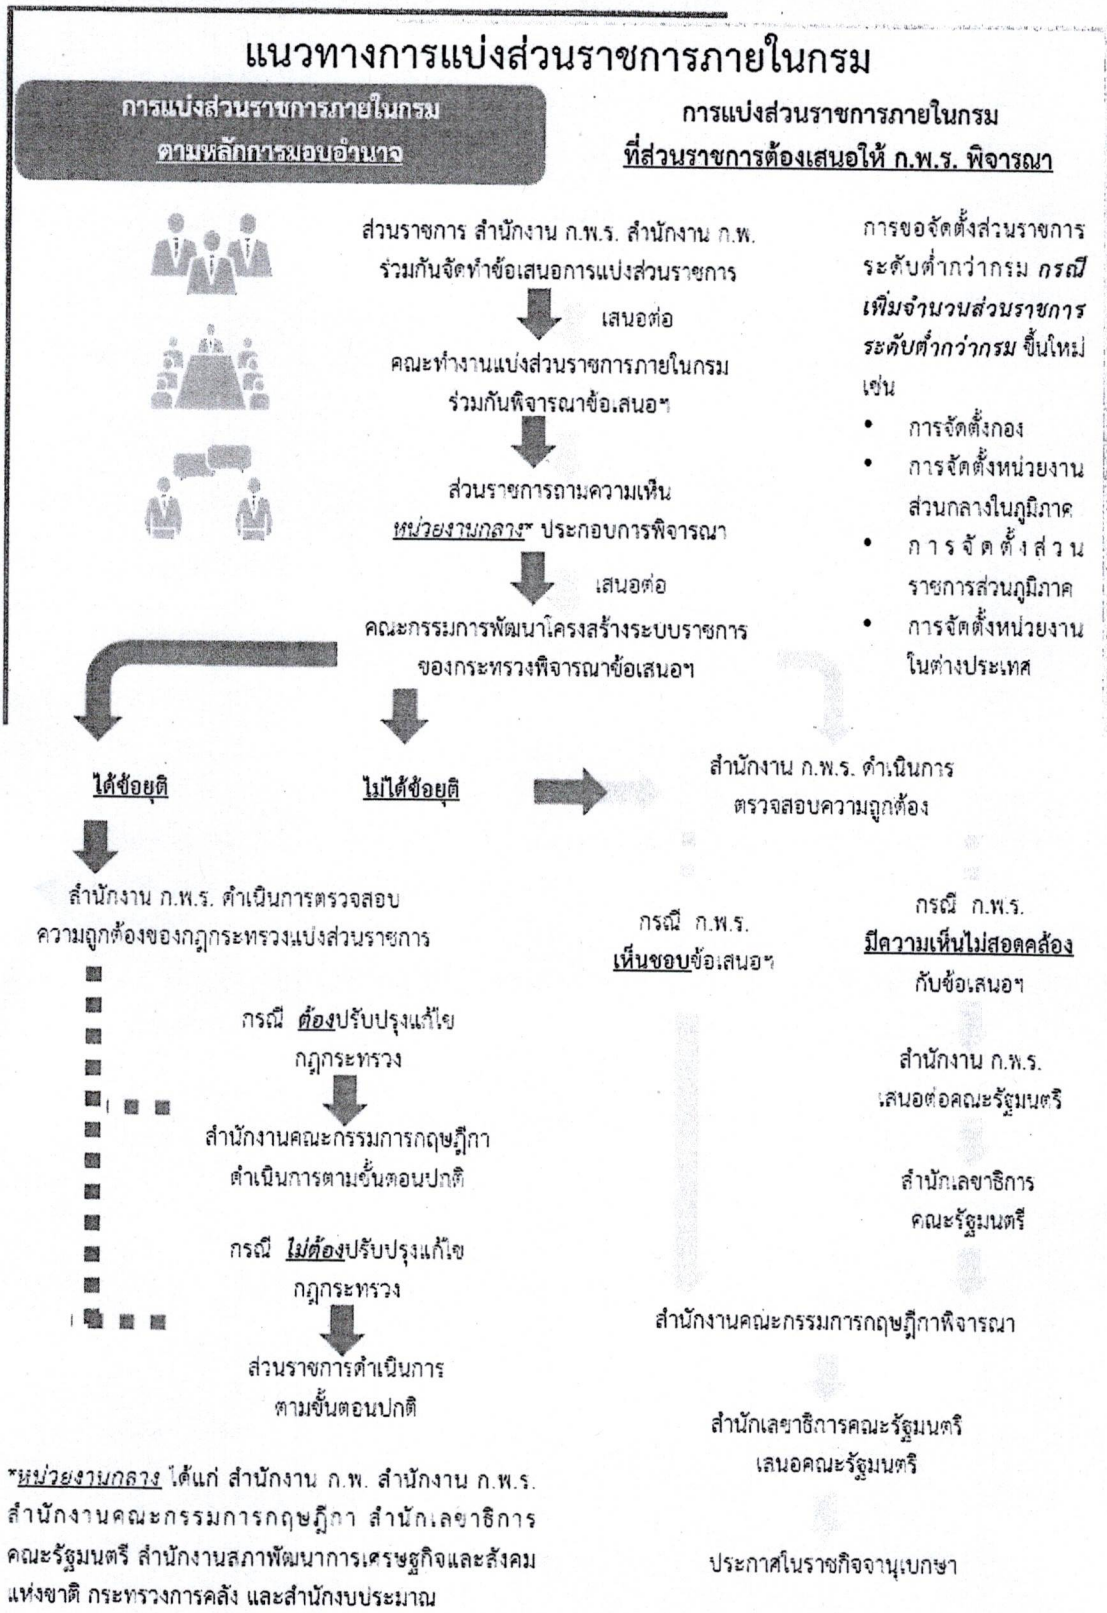 แนวทางการแบ่งส่วนราชการภายในกรม
การแบ่งส่วนราชการภายในกรม
ตามหลักการมอบอำนาจ
การแบ่งส่วนราชการภายในกรม
ที่ส่วนราชการต้องเสนอให้ ก.พ.ร. พิจารณา
ส่วนราชการ สำนักงาน ก.พ.ร. สำนักงาน ก.พ.
ร่วมกันจัดทำข้อเสนอการแบ่งส่วนราชการ
เสนอต่อ
คณะทำงานแบ่งส่วนราชการภายในกรม
ร่วมกันพิจารณาข้อเสนอฯ
ส่วนราชการถามความเห็น
หน่วยงานกลาง* ประกอบการพิจารณา
เสนอต่อ
คณะกรรมการพัฒนาโครงสร้างระบบราชการ
ของกระทรวงพิจารณาข้อเสนอฯ
การขอจัดตั้งส่วนราชการ
ระดับต่ำกว่ากรม กรณี
เพิ่มจำนวนส่วนราชการ
ระดับต่ำกว่ากรม ขึ้นใหม่
เช่น
• การจัดตั้งกอง
• การจัดตั้งหน่วยงาน
ส่วนกลางในภูมิภาค
• การจัดตั้งส่วน
ราชการส่วนภูมิภาค
• การจัดตั้งหน่วยงาน
ในต่างประเทศ
ได้ข้อยุติ
ไม่ได้ข้อยุติ
สำนักงาน ก.พ.ร. ดำเนินการ
ตรวจสอบความถูกต้อง
สำนักงาน ก.พ.ร. ดำเนินการตรวจสอบ
ความถูกต้องของกฎกระทรวงแบ่งส่วนราชการ
กรณี ต้องปรับปรุงแก้ไข
กฎกระทรวง
สำนักงานคณะกรรมการกฤษฎีกา
ดำเนินการตามขั้นตอนปกติ
กรณี ไม่ต้องปรับปรุงแก้ไข
กฎกระทรวง
ส่วนราชการดำเนินการ
ตามขั้นตอนปกติ
กรณี ก.พ.ร.
เห็นชอบข้อเสนอฯ
กรณี ก.พ.ร.
มีความเห็นไม่สอดคล้อง
กับข้อเสนอฯ
สำนักงาน ก.พ.ร.
เสนอต่อคณะรัฐมนตรี
สำนักเลขาธิการ
คณะรัฐมนตรี
สำนักงานคณะกรรมการกฤษฎีกาพิจารณา
สำนักเลขาธิการคณะรัฐมนตรี
เสนอคณะรัฐมนตรี
ประกาศในราชกิจจานุเบกษา
*หน่วยงานกลาง ได้แก่ สำนักงาน ก.พ. สำนักงาน ก.พ.ร.
สำนักงานคณะกรรมการกฤษฎีกา สำนักเลขาธิการ
คณะรัฐมนตรี สำนักงานสภาพัฒนาการเศรษฐกิจและสังคม
แห่งชาติ กระทรวงการคลัง และสำนักงบประมาณ